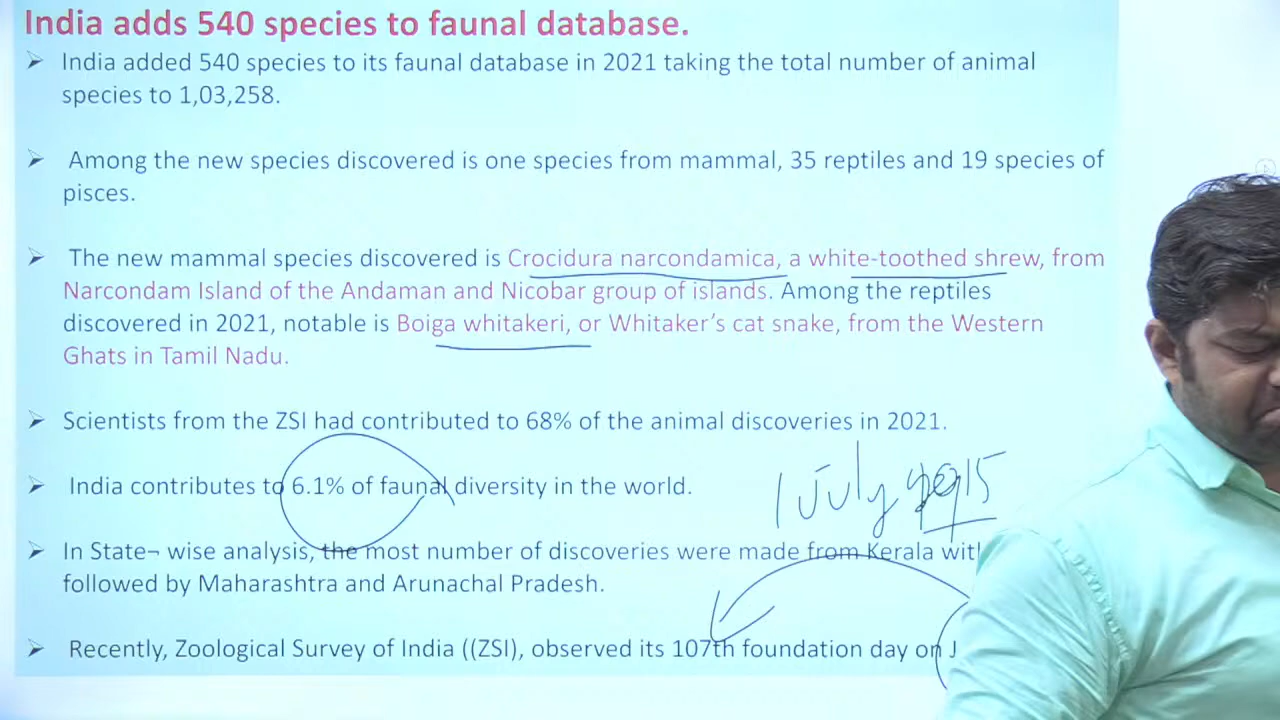 India adds 540 species to faunal database.
➢ India added 540 species to its faunal database in 2021 taking the total number of animal
species to 1,03,258.
➢ Among the new species discovered is one species from mammal, 35 reptiles and 19 species of
pisces.
➢ The new mammal species discovered is Crocidura narcondamica, a white-toothed shrew, from
Narcondam Island of the Andaman and Nicobar group of islands. Among the reptiles
discovered in 2021, notable is Boiga whitakeri, or Whitaker's cat snake, from the Western
Ghats in Tamil Nadu.
➢ Scientists from the ZSI had contributed to 68% of the animal discoveries in 2021.
➢ India contributes to 6.1% of faunal diversity in the world.
1 July
➢ In State¬ wise analysis, the most number of discoveries were made from Kerala
followed by Maharashtra and Arunachal Pradesh.
➢ Recently, Zoological Survey of India ((ZSI), observed its 107th foundation day on J